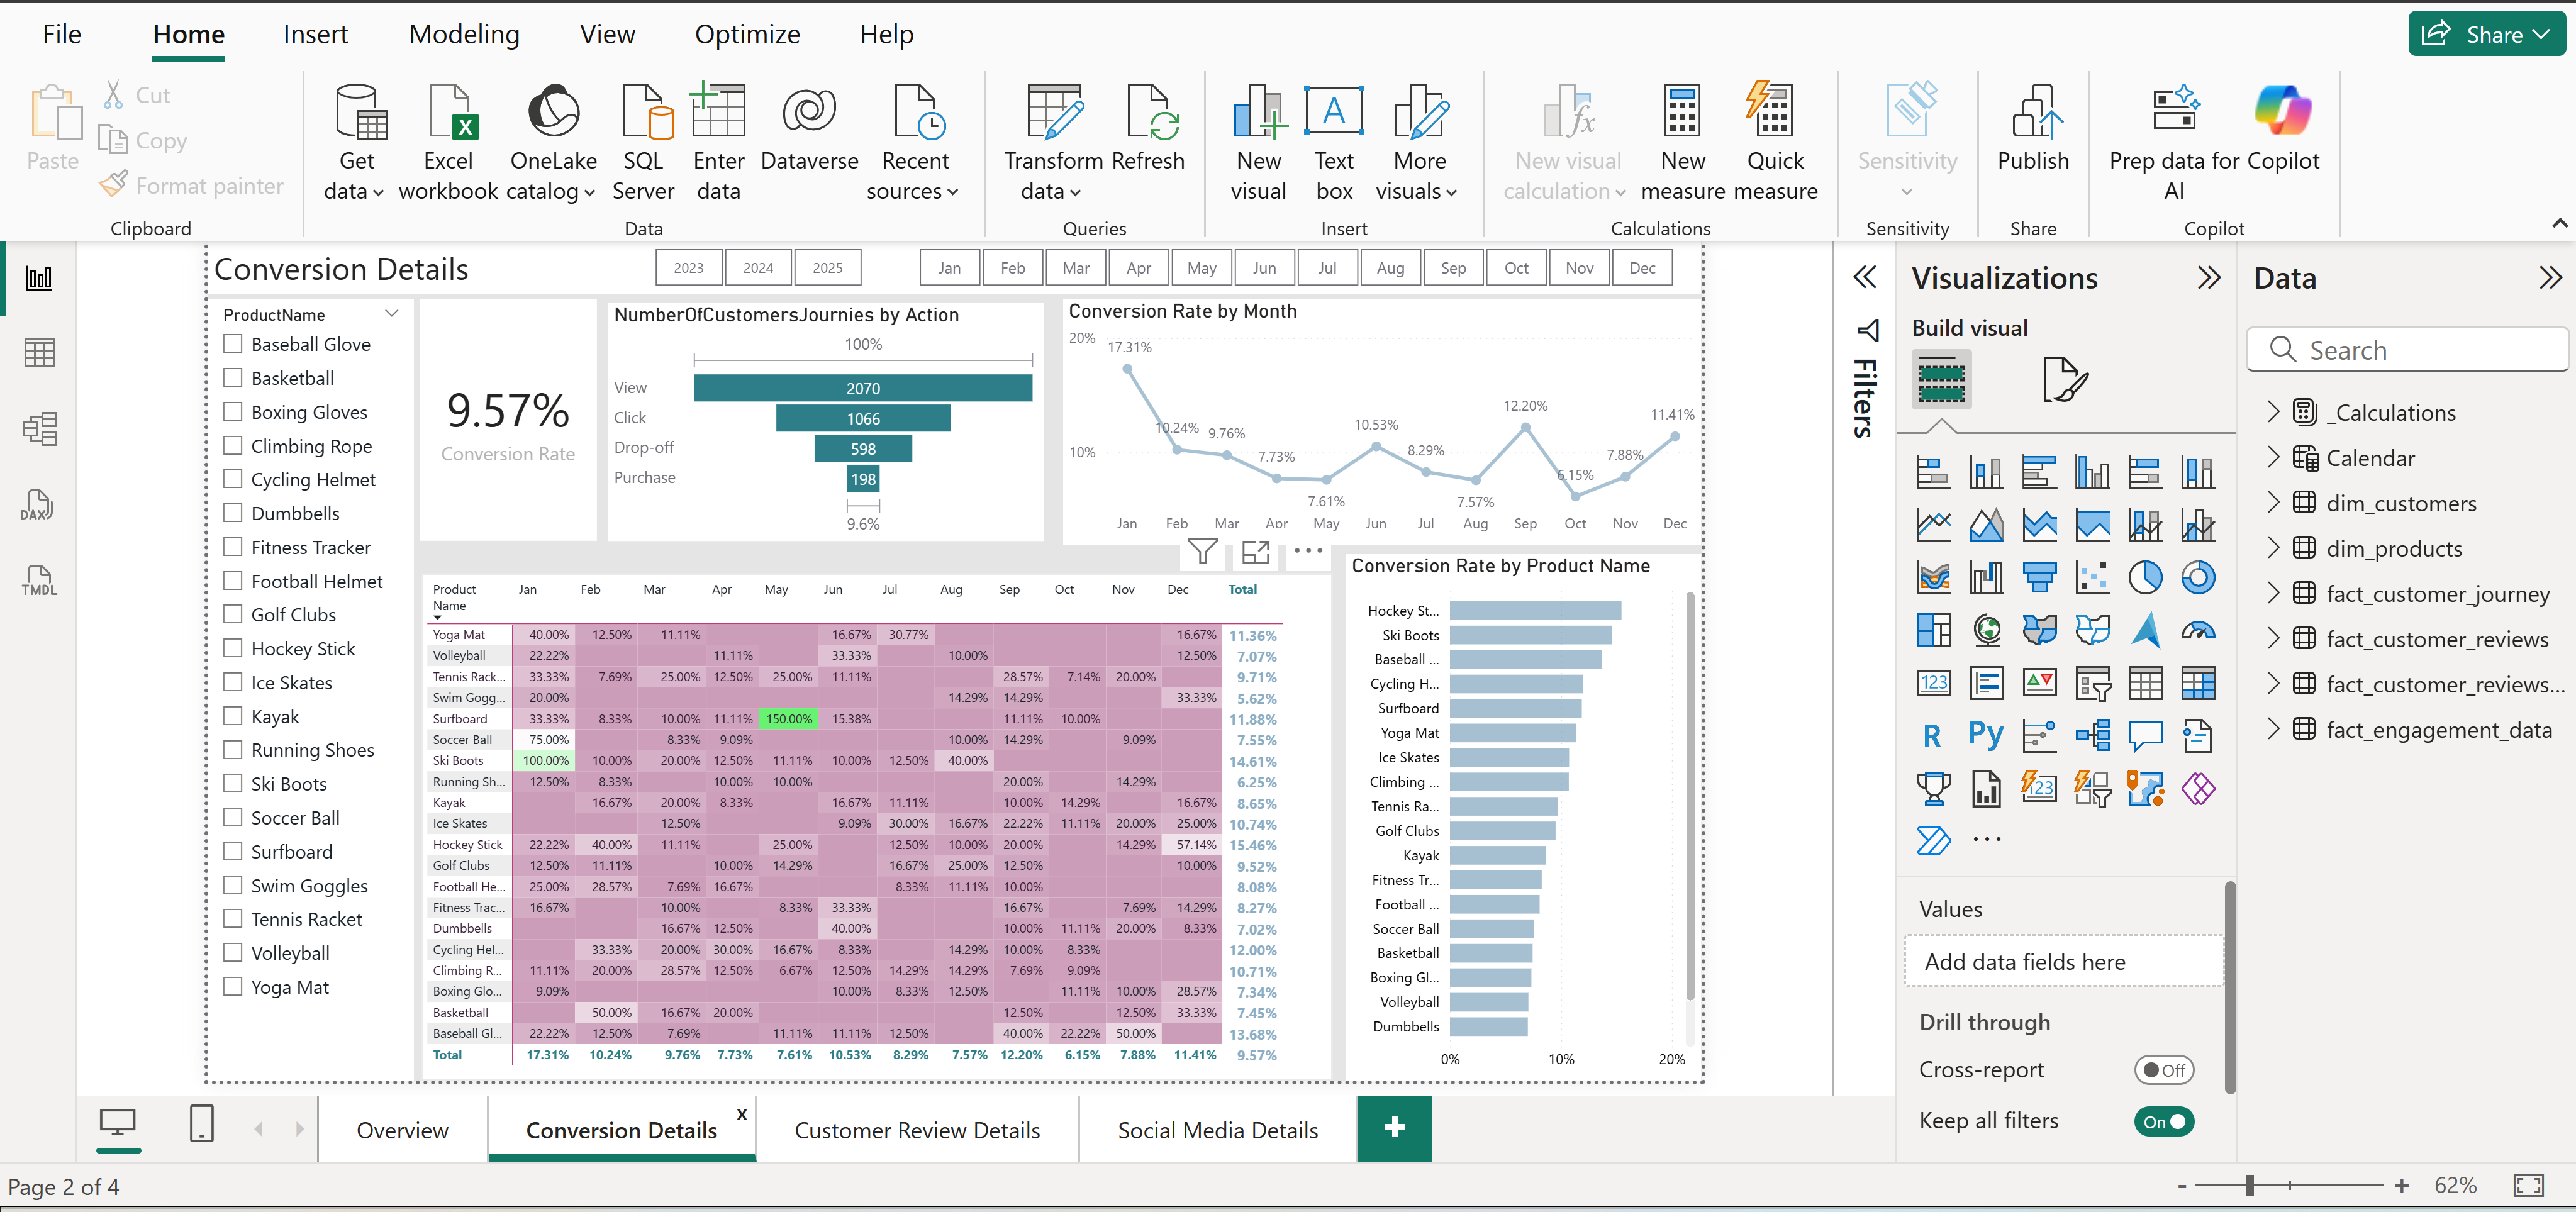 File Home Insert Modeling View Optimize Help Share
Paste Cut Copy Format painter
Get data Excel workbook OneLake catalog SQL Server Enter data Dataverse Recent sources
Transform data Refresh
New visual Text box More visuals
New visual calculation New measure Quick measure
Sensitivity
Publish
Prep data for AI Copilot
Clipboard Data Queries Insert Calculations Sensitivity Share Copilot
Conversion Details
2023 2024 2025
Jan Feb Mar Apr May Jun Jul Aug Sep Oct Nov Dec
ProductName
Baseball Glove
Basketball
Boxing Gloves
Climbing Rope
Cycling Helmet
Dumbbells
Fitness Tracker
Football Helmet
Golf Clubs
Hockey Stick
Ice Skates
Kayak
Running Shoes
Ski Boots
Soccer Ball
Surfboard
Swim Goggles
Tennis Racket
Volleyball
Yoga Mat
9.57%
Conversion Rate
NumberOfCustomersJournies by Action
100%
View 2070
Click 1066
Drop-off 598
Purchase 198
9.6%
Conversion Rate by Month
20%
10%
17.31% 10.24% 9.76% 7.73% 7.61% 10.53% 8.29% 7.57% 12.20% 6.15% 7.88% 11.41%
Jan Feb Mar Apr May Jun Jul Aug Sep Oct Nov Dec
Product Name Jan Feb Mar Apr May Jun Jul Aug Sep Oct Nov Dec Total
Yoga Mat 40.00% 12.50% 11.11% 16.67% 30.77% 16.67% 11.36%
Volleyball 22.22% 11.11% 33.33% 10.00% 12.50% 7.07%
Tennis Rack... 33.33% 7.69% 25.00% 12.50% 25.00% 11.11% 28.57% 7.14% 20.00% 9.71%
Swim Gogg... 20.00% 14.29% 14.29% 33.33% 5.62%
Surfboard 33.33% 8.33% 10.00% 11.11% 150.00% 15.38% 11.11% 10.00% 11.88%
Soccer Ball 75.00% 8.33% 9.09% 10.00% 14.29% 9.09% 7.55%
Ski Boots 100.00% 10.00% 20.00% 12.50% 11.11% 10.00% 12.50% 40.00% 14.61%
Running Sh... 12.50% 8.33% 10.00% 10.00% 20.00% 14.29% 6.25%
Kayak 16.67% 20.00% 8.33% 16.67% 11.11% 10.00% 14.29% 16.67% 8.65%
Ice Skates 12.50% 9.09% 30.00% 16.67% 22.22% 11.11% 20.00% 25.00% 10.74%
Hockey Stick 22.22% 40.00% 11.11% 25.00% 12.50% 10.00% 20.00% 14.29% 57.14% 15.46%
Golf Clubs 12.50% 11.11% 10.00% 14.29% 16.67% 25.00% 12.50% 10.00% 9.52%
Football He... 25.00% 28.57% 7.69% 16.67% 8.33% 11.11% 10.00% 8.08%
Fitness Trac... 16.67% 10.00% 8.33% 33.33% 16.67% 7.69% 14.29% 8.27%
Dumbbells 16.67% 12.50% 40.00% 10.00% 11.11% 20.00% 8.33% 7.02%
Cycling Hel... 33.33% 20.00% 30.00% 16.67% 8.33% 14.29% 10.00% 8.33% 12.00%
Climbing R... 11.11% 20.00% 28.57% 12.50% 6.67% 12.50% 14.29% 14.29% 7.69% 9.09% 10.71%
Boxing Glo... 9.09% 10.00% 8.33% 12.50% 11.11% 10.00% 28.57% 7.34%
Basketball 50.00% 16.67% 20.00% 12.50% 12.50% 33.33% 7.45%
Baseball Gl... 22.22% 12.50% 7.69% 11.11% 11.11% 12.50% 40.00% 22.22% 50.00% 13.68%
Total 17.31% 10.24% 9.76% 7.73% 7.61% 10.53% 8.29% 7.57% 12.20% 6.15% 7.88% 11.41% 9.57%
Conversion Rate by Product Name
Hockey St...
Ski Boots
Baseball ...
Cycling H...
Surfboard
Yoga Mat
Ice Skates
Climbing ...
Tennis Ra...
Golf Clubs
Kayak
Fitness Tr...
Football ...
Soccer Ball
Basketball
Boxing Gl...
Volleyball
Dumbbells
0% 10% 20%
Filters
Visualizations
Build visual
123
R Py
123
Values
Add data fields here
Drill through
Cross-report Off
Keep all filters On
Data
Search
_Calculations
Calendar
dim_customers
dim_products
fact_customer_journey
fact_customer_reviews
fact_customer_reviews...
fact_engagement_data
DAX
TMDL
Overview Conversion Details x Customer Review Details Social Media Details +
Page 2 of 4
- + 62%